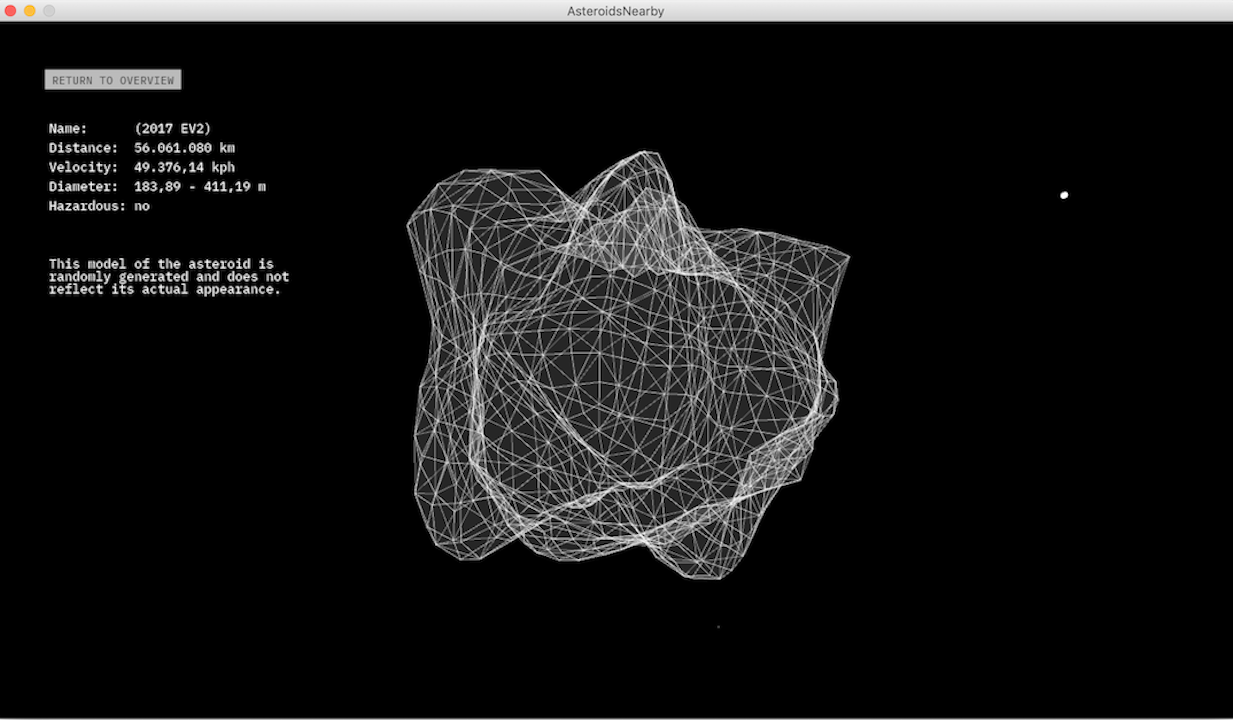 AsteroidsNearby
RETURN TO OVERVIEW
Name: (2017 EV2)
Distance: 56.061.080 km
Velocity: 49.376,14 kph
Diameter: 183,89 - 411,19 m
Hazardous: no
This model of the asteroid is
randomly generated and does not
reflect its actual appearance.